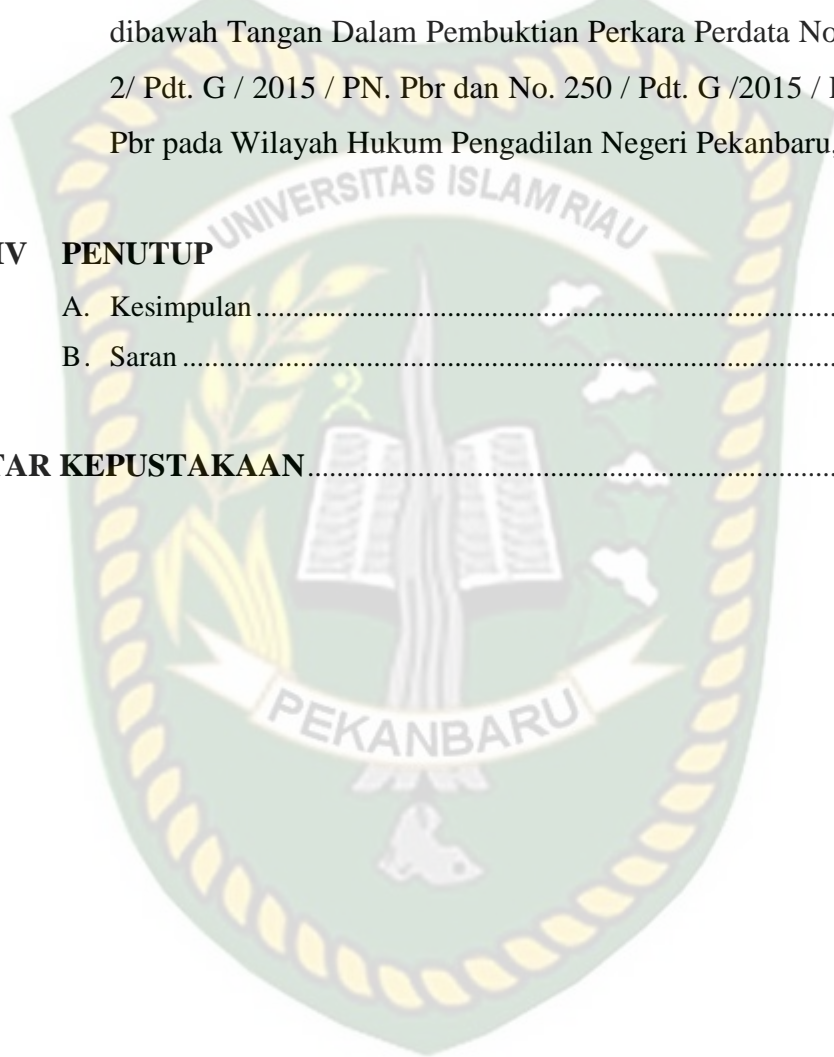 dibawah Tangan Dalam Pembuktian Perkara Perdata No
2/ Pdt. G / 2015 / PN. Pbr dan No. 250 / Pdt. G /2015 /
Pbr pada Wilayah Hukum Pengadilan Negeri Pekanbaru.
UNIVERSITAS ISLAM RIAU
IV PENUTUP
A. Kesimpulan
B. Saran
TAR KEPUSTAKAAN
PEKANBARU